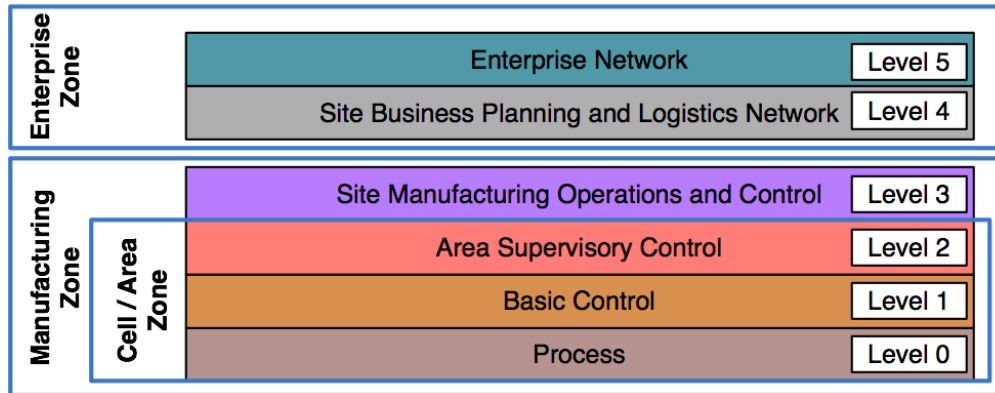 Enterprise
Zone
Enterprise Network
Level 5
Site Business Planning and Logistics Network
Level 4
Manufacturing
Zone
Site Manufacturing Operations and Control
Level 3
Cell / Area
Zone
Area Supervisory Control
Level 2
Basic Control
Level 1
Process
Level 0